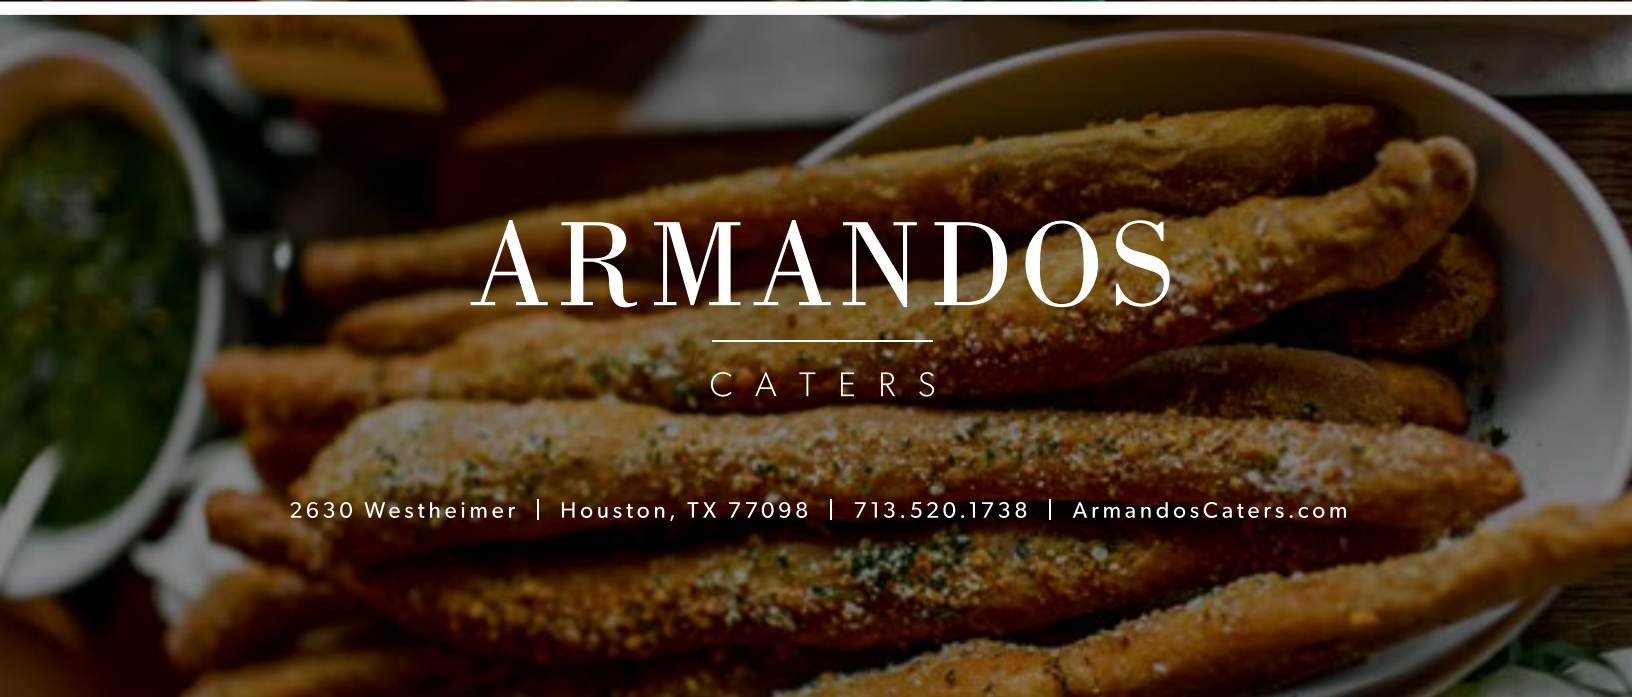 ARMANDOS
CATERS
2630 Westheimer | Houston, TX 77098 | 713.520.1738 | ArmandosCaters.com